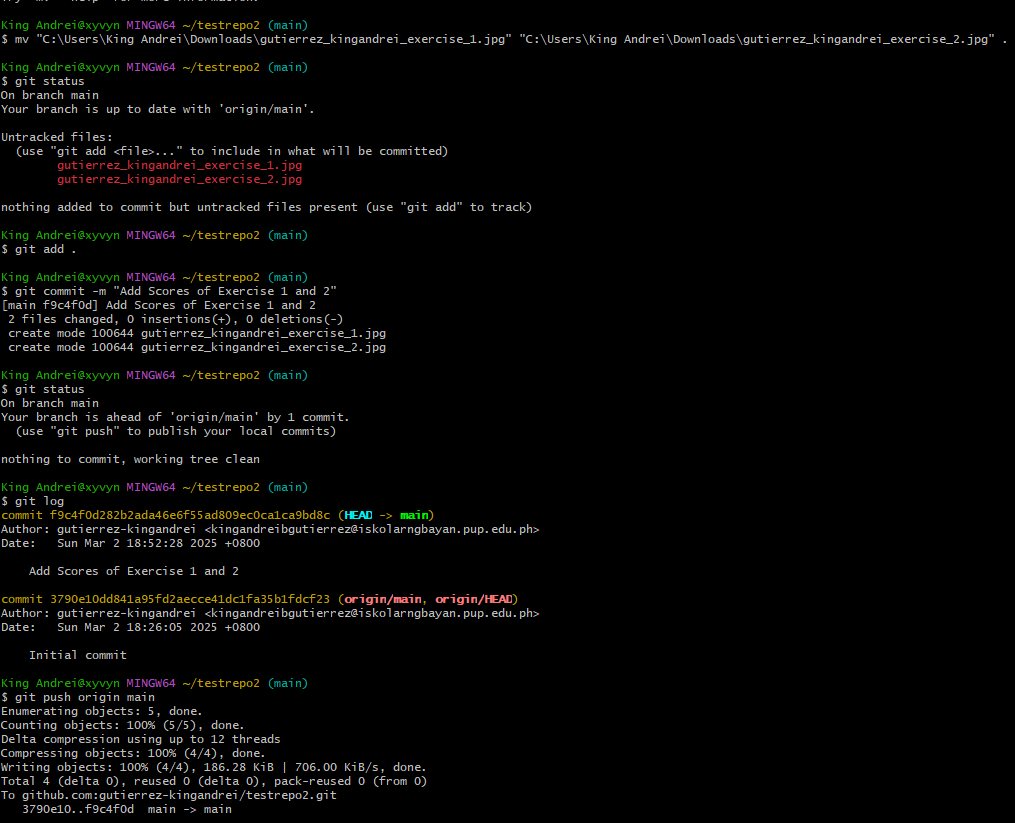 King Andrei@xyvyn MINGW64 ~/testrepo2 (main)
$ mv "C:\Users\King Andrei\Downloads\gutierrez_kingandrei_exercise_1.jpg" "C:\Users\King Andrei\Downloads\gutierrez_kingandrei_exercise_2.jpg" .

King Andrei@xyvyn MINGW64 ~/testrepo2 (main)
$ git status
On branch main
Your branch is up to date with 'origin/main'.

Untracked files:
  (use "git add <file>..." to include in what will be committed)
        gutierrez_kingandrei_exercise_1.jpg
        gutierrez_kingandrei_exercise_2.jpg

nothing added to commit but untracked files present (use "git add" to track)

King Andrei@xyvyn MINGW64 ~/testrepo2 (main)
$ git add .

King Andrei@xyvyn MINGW64 ~/testrepo2 (main)
$ git commit -m "Add Scores of Exercise 1 and 2"
[main f9c4f0d] Add Scores of Exercise 1 and 2
 2 files changed, 0 insertions(+), 0 deletions(-)
 create mode 100644 gutierrez_kingandrei_exercise_1.jpg
 create mode 100644 gutierrez_kingandrei_exercise_2.jpg

King Andrei@xyvyn MINGW64 ~/testrepo2 (main)
$ git status
On branch main
Your branch is ahead of 'origin/main' by 1 commit.
  (use "git push" to publish your local commits)

nothing to commit, working tree clean

King Andrei@xyvyn MINGW64 ~/testrepo2 (main)
$ git log
commit f9c4f0d282b2ada46e6f55ad809ec0ca1ca9bd8c (HEAD -> main)
Author: gutierrez-kingandrei <kingandreibgutierrez@iskolarngbayan.pup.edu.ph>
Date:   Sun Mar 2 18:52:28 2025 +0800

    Add Scores of Exercise 1 and 2

commit 3790e10dd841a95fd2aecce41dc1fa35b1fdcf23 (origin/main, origin/HEAD)
Author: gutierrez-kingandrei <kingandreibgutierrez@iskolarngbayan.pup.edu.ph>
Date:   Sun Mar 2 18:26:05 2025 +0800

    Initial commit

King Andrei@xyvyn MINGW64 ~/testrepo2 (main)
$ git push origin main
Enumerating objects: 5, done.
Counting objects: 100% (5/5), done.
Delta compression using up to 12 threads
Compressing objects: 100% (4/4), done.
Writing objects: 100% (4/4), 186.28 KiB | 706.00 KiB/s, done.
Total 4 (delta 0), reused 0 (delta 0), pack-reused 0 (from 0)
To github.com:gutierrez-kingandrei/testrepo2.git
   3790e10..f9c4f0d  main -> main